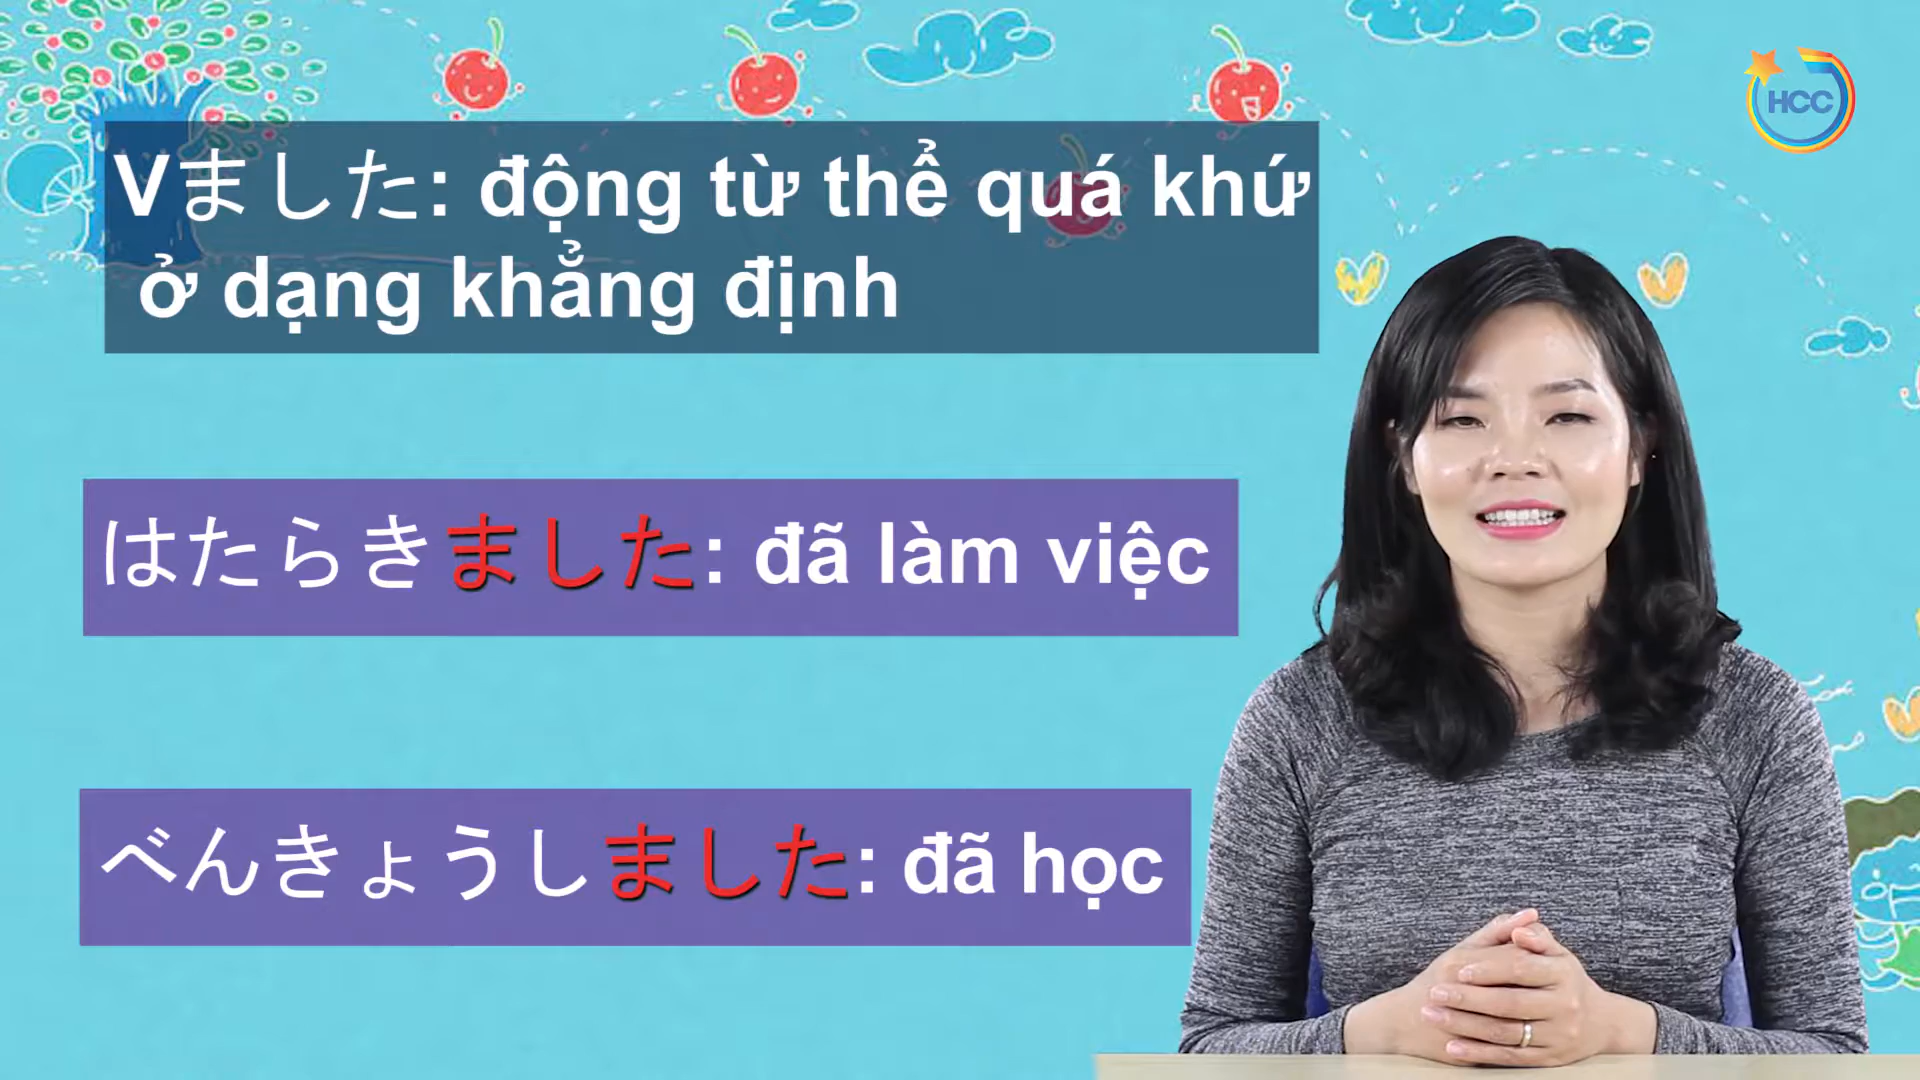 HCC
Vました: động từ thể quá khứ
ở dạng khẳng định
はたらきました: đã làm việc
べんきょうしました: đã học